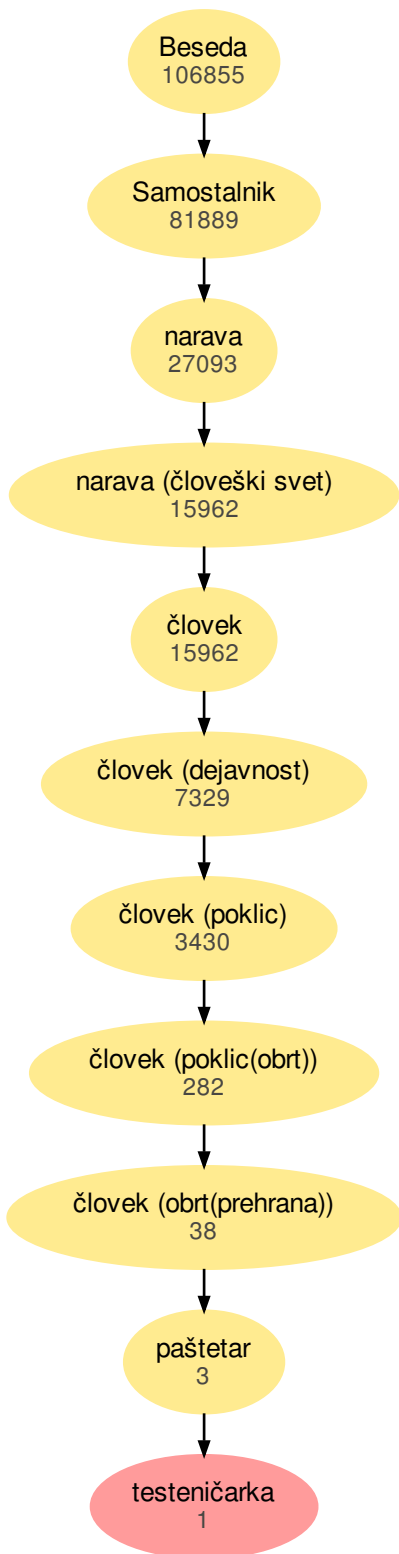 Beseda
106855
Samostalnik
81889
narava
27093
narava (človeški svet)
15962
človek
15962
človek (dejavnost)
7329
človek (poklic)
3430
človek (poklic(obrt))
282
človek (obrt(prehrana))
38
paštetar
3
testeničarka
1